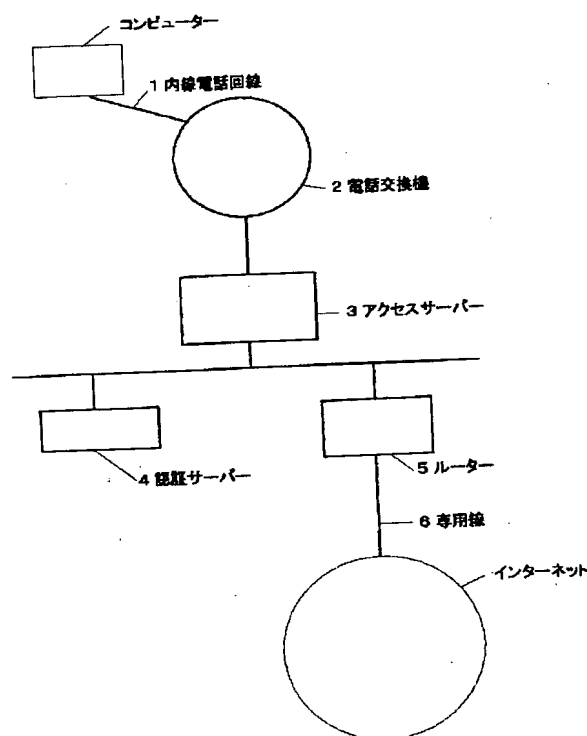 コンピューター
1 内線電話回線
2 電話交換機
3 アクセスサーバー
4 認証サーバー
5 ルーター
6 専用線
インターネット